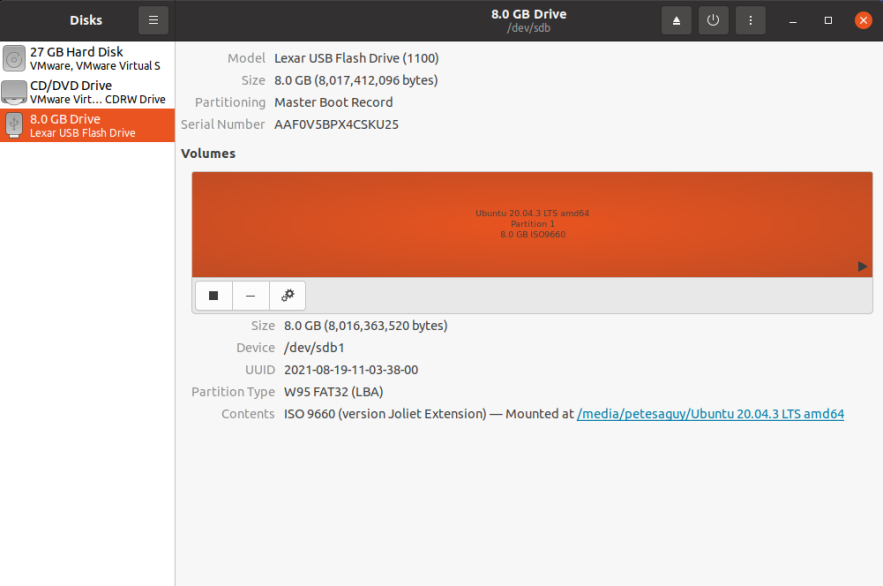 Disks
8.0 GB Drive
/dev/sdb
27 GB Hard Disk
VMware, VMware Virtual S
CD/DVD Drive
VMware Virt... CDRW Drive
8.0 GB Drive
Lexar USB Flash Drive
Model Lexar USB Flash Drive (1100)
Size 8.0 GB (8,017,412,096 bytes)
Partitioning Master Boot Record
Serial Number AAF0V5BPX4CSKU25
Volumes
Ubuntu 20.04.3 LTS amd64
Partition 1
8.0 GB ISO9660
Size 8.0 GB (8,016,363,520 bytes)
Device /dev/sdb1
UUID 2021-08-19-11-03-38-00
Partition Type W95 FAT32 (LBA)
Contents ISO 9660 (version Joliet Extension) — Mounted at /media/petesaguy/Ubuntu 20.04.3 LTS amd64